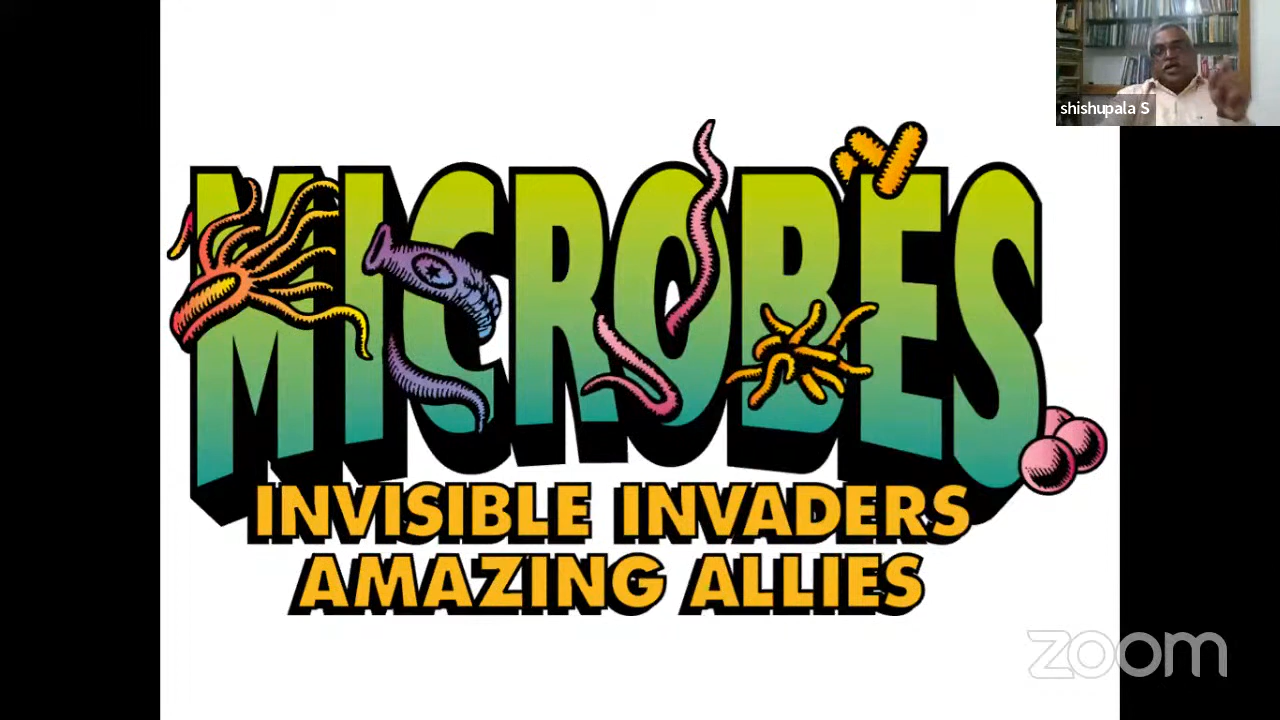 shishupala S
MICROBES
INVISIBLE INVADERS
AMAZING ALLIES
zoom